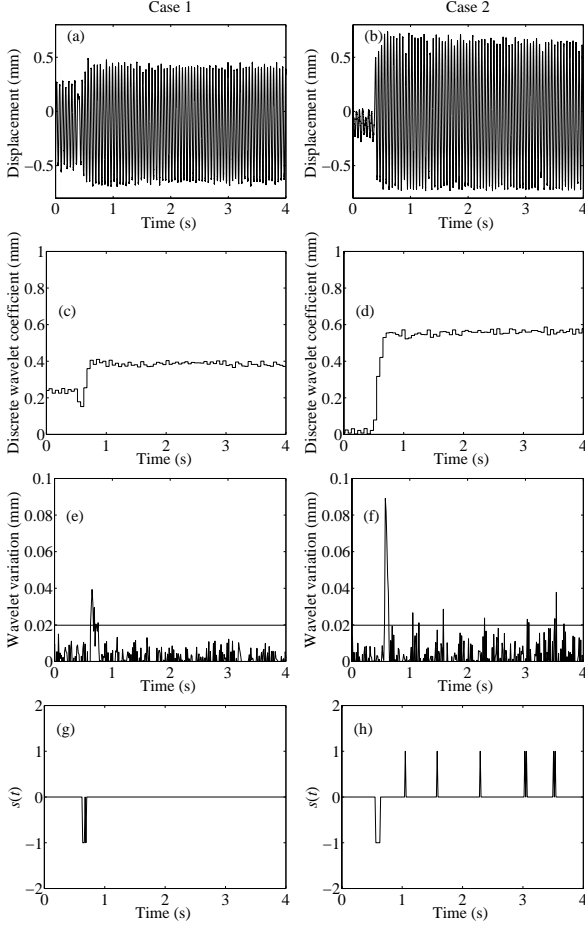 Case 1
Case 2
(a)
Displacement (mm)
0.5
0
−0.5
0 1 2 3 4
Time (s)
(b)
Displacement (mm)
0.5
0
−0.5
0 1 2 3 4
Time (s)
(c)
Discrete wavelet coefficient (mm)
1
0.8
0.6
0.4
0.2
0
0 1 2 3 4
Time (s)
(d)
Discrete wavelet coefficient (mm)
1
0.8
0.6
0.4
0.2
0
0 1 2 3 4
Time (s)
(e)
Wavelet variation (mm)
0.1
0.08
0.06
0.04
0.02
0
0 1 2 3 4
Time (s)
(f)
Wavelet variation (mm)
0.1
0.08
0.06
0.04
0.02
0
0 1 2 3 4
Time (s)
(g)
s(t)
2
1
0
−1
−2
0 1 2 3 4
Time (s)
(h)
s(t)
2
1
0
−1
−2
0 1 2 3 4
Time (s)